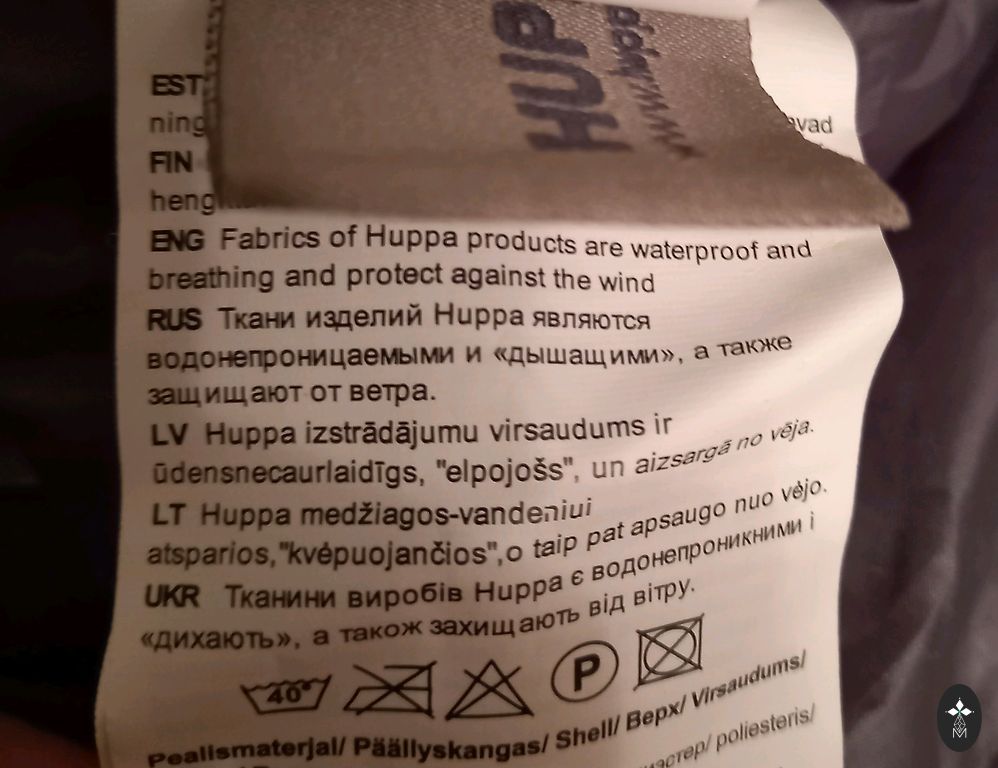 HUP
EST
ning
vad
FIN
heng
ENG Fabrics of Huppa products are waterproof and
breathing and protect against the wind
RUS Ткани изделий Huppa являются
водонепроницаемыми и «дышащими», а также
защищают от ветра.
LV Huppa izstrādājumu virsaudums ir
ūdensnecaurlaidīgs, "elpojošs", un aizsargā no vēja.
LT Huppa medžiagos-vandeniui
atsparios,"kvėpuojančios",o taip pat apsaugo nuo vėjo.
UKR Тканини виробів Huppa є водонепроникними і
«дихають», а також захищають від вітру.
40°
P
Pealismaterjal/ Päällyskangas/ Shell/ Верх/ Virsaudums/
poliesteris/
M